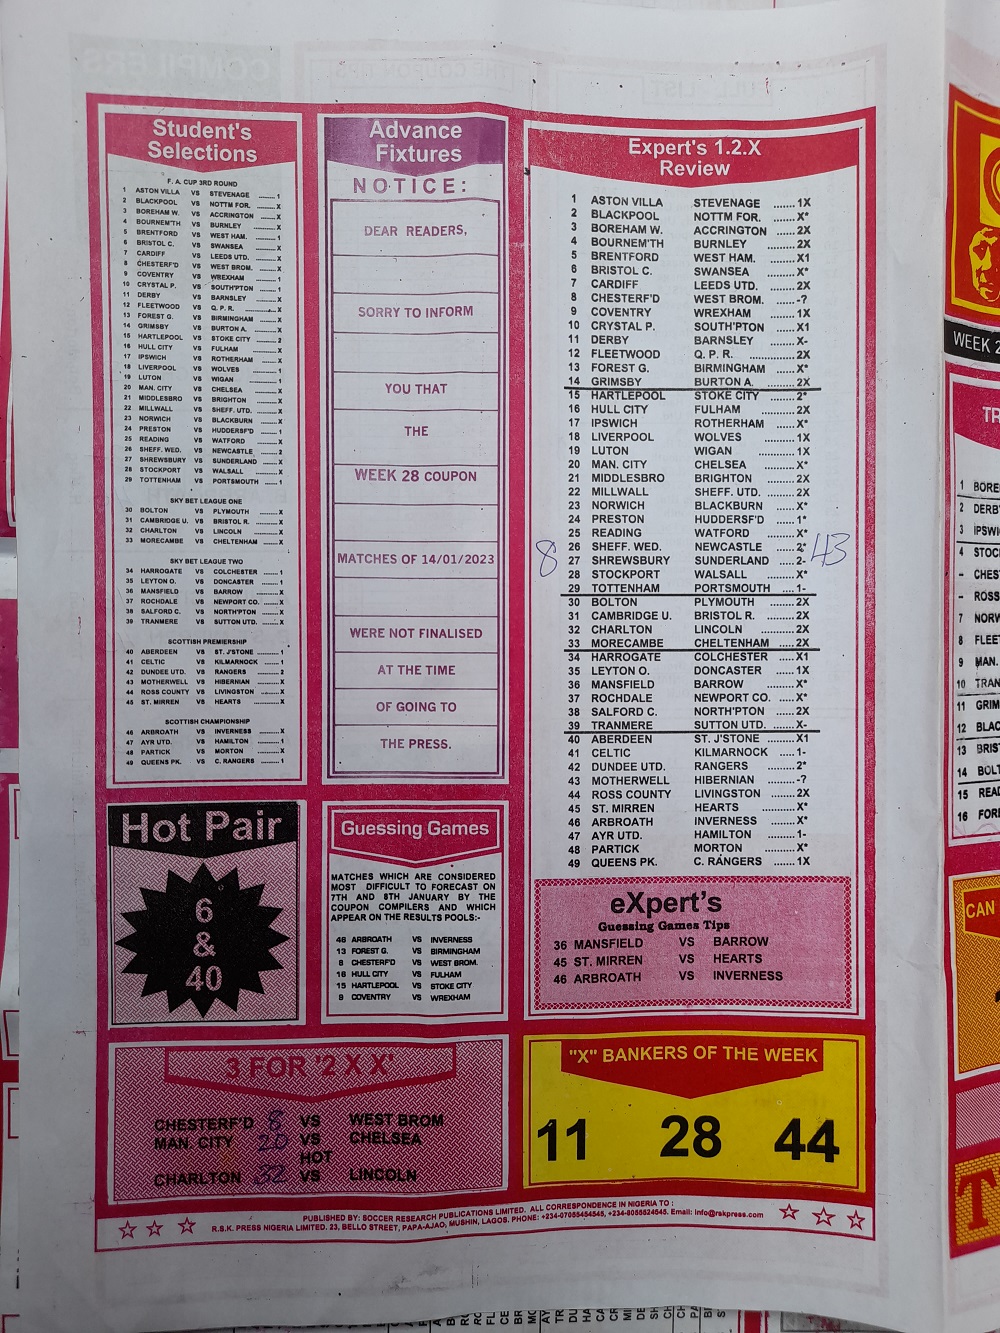 Student's
Selections
F. A. CUP 3RD ROUND
1 ASTON VILLA VS STEVENAGE ........ 1
2 BLACKPOOL VS NOTTM FOR. ........ X
3 BOREHAM W. VS ACCRINGTON ........ X
4 BOURNEM'TH VS BURNLEY ........ X
5 BRENTFORD VS WEST HAM. ........ 1
6 BRISTOL C. VS SWANSEA ........ X
7 CARDIFF VS LEEDS UTD. ........ X
8 CHESTERF'D VS WEST BROM. ........ X
9 COVENTRY VS WREXHAM ........ 1
10 CRYSTAL P. VS SOUTH'PTON ........ 1
11 DERBY VS BARNSLEY ........ X
12 FLEETWOOD VS Q. P. R. ........ X
13 FOREST G. VS BIRMINGHAM ........ X
14 GRIMSBY VS BURTON A. ........ X
15 HARTLEPOOL VS STOKE CITY ........ 2
16 HULL CITY VS FULHAM ........ X
17 IPSWICH VS ROTHERHAM ........ 1
18 LIVERPOOL VS WOLVES ........ 1
19 LUTON VS WIGAN ........ 1
20 MAN. CITY VS CHELSEA ........ X
21 MIDDLESBRO VS BRIGHTON ........ X
22 MILLWALL VS SHEFF. UTD. ........ X
23 NORWICH VS BLACKBURN ........ X
24 PRESTON VS HUDDERSF'D ........ X
25 READING VS WATFORD ........ X
26 SHEFF. WED. VS NEWCASTLE ........ 2
27 SHREWSBURY VS SUNDERLAND ........ X
28 STOCKPORT VS WALSALL ........ X
29 TOTTENHAM VS PORTSMOUTH ........ 1
SKY BET LEAGUE ONE
30 BOLTON VS PLYMOUTH ........ X
31 CAMBRIDGE U. VS BRISTOL R. ........ X
32 CHARLTON VS LINCOLN ........ X
33 MORECAMBE VS CHELTENHAM ........ X
SKY BET LEAGUE TWO
34 HARROGATE VS COLCHESTER ........ 1
35 LEYTON O. VS DONCASTER ........ 1
36 MANSFIELD VS BARROW ........ X
37 ROCHDALE VS NEWPORT CO. ........ X
38 SALFORD C. VS NORTH'PTON ........ X
39 TRANMERE VS SUTTON UTD. ........ X
SCOTTISH PREMIERSHIP
40 ABERDEEN VS ST. J'STONE ........ 1
41 CELTIC VS KILMARNOCK ........ 1
42 DUNDEE UTD. VS RANGERS ........ 2
43 MOTHERWELL VS HIBERNIAN ........ X
44 ROSS COUNTY VS LIVINGSTON ........ X
45 ST. MIRREN VS HEARTS ........ X
SCOTTISH CHAMPIONSHIP
46 ARBROATH VS INVERNESS ........ X
47 AYR UTD. VS HAMILTON ........ 1
48 PARTICK VS MORTON ........ X
49 QUEENS PK. VS C. RANGERS ........ 1
Advance
Fixtures
NOTICE:
DEAR READERS,
SORRY TO INFORM
YOU THAT
THE
WEEK 28 COUPON
MATCHES OF 14/01/2023
WERE NOT FINALISED
AT THE TIME
OF GOING TO
THE PRESS.
Expert's 1.2.X
Review
1 ASTON VILLA STEVENAGE ...... 1X
2 BLACKPOOL NOTTM FOR. ...... X*
3 BOREHAM W. ACCRINGTON ...... 2X
4 BOURNEM'TH BURNLEY ...... 2X
5 BRENTFORD WEST HAM. ...... X1
6 BRISTOL C. SWANSEA ...... X*
7 CARDIFF LEEDS UTD. ...... 2X
8 CHESTERF'D WEST BROM. ...... -?
9 COVENTRY WREXHAM ...... 1X
10 CRYSTAL P. SOUTH'PTON ...... X1
11 DERBY BARNSLEY ...... X-
12 FLEETWOOD Q. P. R. ...... 2X
13 FOREST G. BIRMINGHAM ...... X*
14 GRIMSBY BURTON A. ...... 2X
15 HARTLEPOOL STOKE CITY ...... 2*
16 HULL CITY FULHAM ...... 2X
17 IPSWICH ROTHERHAM ...... X*
18 LIVERPOOL WOLVES ...... 1X
19 LUTON WIGAN ...... 1X
20 MAN. CITY CHELSEA ...... X*
21 MIDDLESBRO BRIGHTON ...... 2X
22 MILLWALL SHEFF. UTD. ...... 2X
23 NORWICH BLACKBURN ...... X*
24 PRESTON HUDDERSF'D ...... 1*
25 READING WATFORD ...... X*
8 26 SHEFF. WED. NEWCASTLE ...... 2* 43
27 SHREWSBURY SUNDERLAND ...... 2-
28 STOCKPORT WALSALL ...... X*
29 TOTTENHAM PORTSMOUTH ...... 1-
30 BOLTON PLYMOUTH ...... 2X
31 CAMBRIDGE U. BRISTOL R. ...... 2X
32 CHARLTON LINCOLN ...... 2X
33 MORECAMBE CHELTENHAM ...... 2X
34 HARROGATE COLCHESTER ...... X1
35 LEYTON O. DONCASTER ...... 1X
36 MANSFIELD BARROW ...... X*
37 ROCHDALE NEWPORT CO. ...... X*
38 SALFORD C. NORTH'PTON ...... 2X
39 TRANMERE SUTTON UTD. ...... X-
40 ABERDEEN ST. J'STONE ...... X1
41 CELTIC KILMARNOCK ...... 1-
42 DUNDEE UTD. RANGERS ...... 2*
43 MOTHERWELL HIBERNIAN ...... -?
44 ROSS COUNTY LIVINGSTON ...... 2X
45 ST. MIRREN HEARTS ...... X*
46 ARBROATH INVERNESS ...... X*
47 AYR UTD. HAMILTON ...... 1-
48 PARTICK MORTON ...... X*
49 QUEENS PK. C. RANGERS ...... 1X
Hot Pair
6
&
40
Guessing Games
MATCHES WHICH ARE CONSIDERED
MOST DIFFICULT TO FORECAST ON
7TH AND 8TH JANUARY BY THE
COUPON COMPILERS AND WHICH
APPEAR ON THE RESULTS POOLS:-
46 ARBROATH VS INVERNESS
13 FOREST G. VS BIRMINGHAM
8 CHESTERF'D VS WEST BROM.
16 HULL CITY VS FULHAM
15 HARTLEPOOL VS STOKE CITY
9 COVENTRY VS WREXHAM
eXpert's
Guessing Games Tips
36 MANSFIELD VS BARROW
45 ST. MIRREN VS HEARTS
46 ARBROATH VS INVERNESS
3 FOR '2 X X'
CHESTERF'D 8 VS WEST BROM
MAN. CITY 20 VS CHELSEA
HOT
CHARLTON 32 VS LINCOLN
"X" BANKERS OF THE WEEK
11 28 44
PUBLISHED BY: SOCCER RESEARCH PUBLICATIONS LIMITED. ALL CORRESPONDENCE IN NIGERIA TO :
R.S.K. PRESS NIGERIA LIMITED. 23, BELLO STREET, PAPA-AJAO, MUSHIN, LAGOS. PHONE: +234-07055454545, +234-8055524545. Email: info@rskpress.com
WEEK 2
TR
1 BORE
2 DERB
3 IPSWI
4 STOC
- CHES
- ROSS
7 NORW
8 FLEE
9 MAN.
10 TRAN
11 GRIM
12 BLAC
13 BRIS
14 BOLT
15 READ
16 FORE
CAN
T